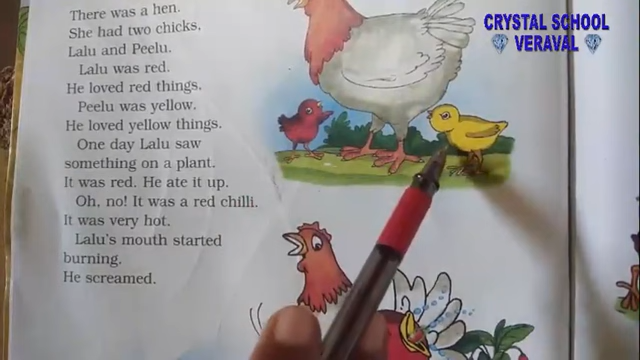 There was a hen.
She had two chicks,
Lalu and Peelu.
Lalu was red.
He loved red things.
Peelu was yellow.
He loved yellow things.
One day Lalu saw
something on a plant.
It was red. He ate it up.
Oh, no! It was a red chilli.
It was very hot.
Lalu's mouth started
burning.
He screamed.
CRYSTAL SCHOOL
VERAVAL